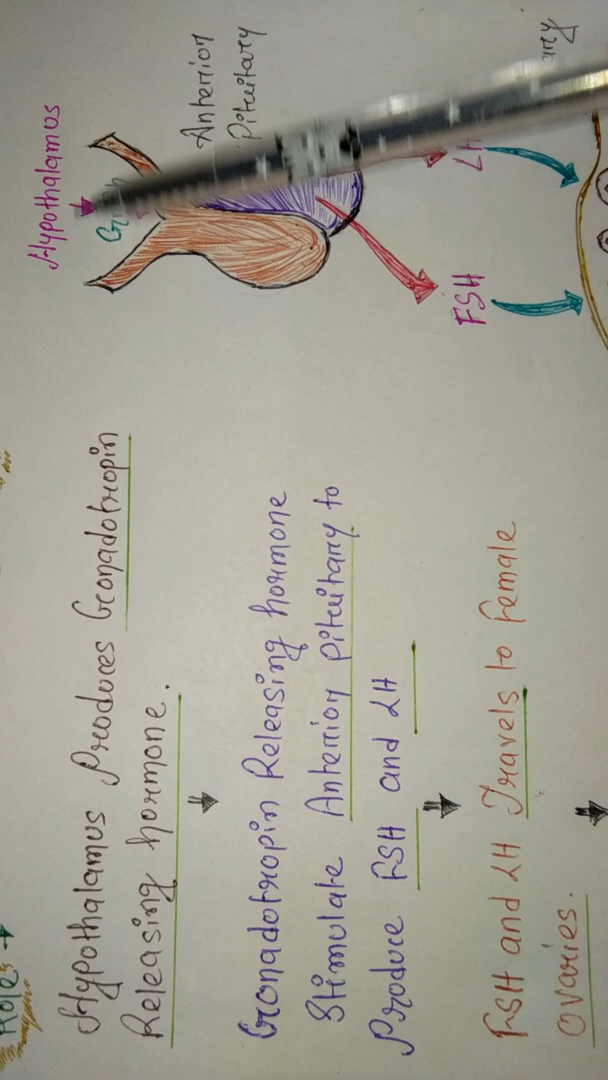 Role's →
Hypothalamus Produces Gonadotropin
Releasing hormone.
Gonadotropin Releasing hormone
Stimulate Anterior pituitary to
Produce FSH and LH
FSH and LH Travels to Female
Ovaries.
Hypothalamus
Anterior
Pituitary
FSH
LH